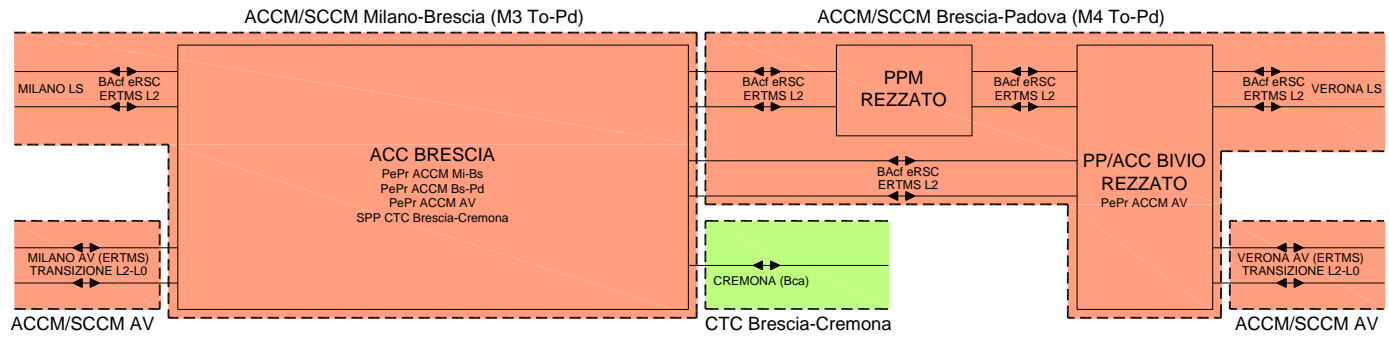 ACCM/SCCM Milano-Brescia (M3 To-Pd)
ACCM/SCCM Brescia-Padova (M4 To-Pd)
MILANO LS
BAcf eRSC
ERTMS L2
ACC BRESCIA
PePr ACCM Mi-Bs
PePr ACCM Bs-Pd
PePr ACCM AV
SPP CTC Brescia-Cremona
BAcf eRSC
ERTMS L2
PPM
REZZATO
BAcf eRSC
ERTMS L2
BAcf eRSC
ERTMS L2
VERONA LS
BAcf eRSC
ERTMS L2
PP/ACC BIVIO
REZZATO
PePr ACCM AV
MILANO AV (ERTMS)
TRANSIZIONE L2-L0
CREMONA (Bca)
VERONA AV (ERTMS)
TRANSIZIONE L2-L0
ACCM/SCCM AV
CTC Brescia-Cremona
ACCM/SCCM AV